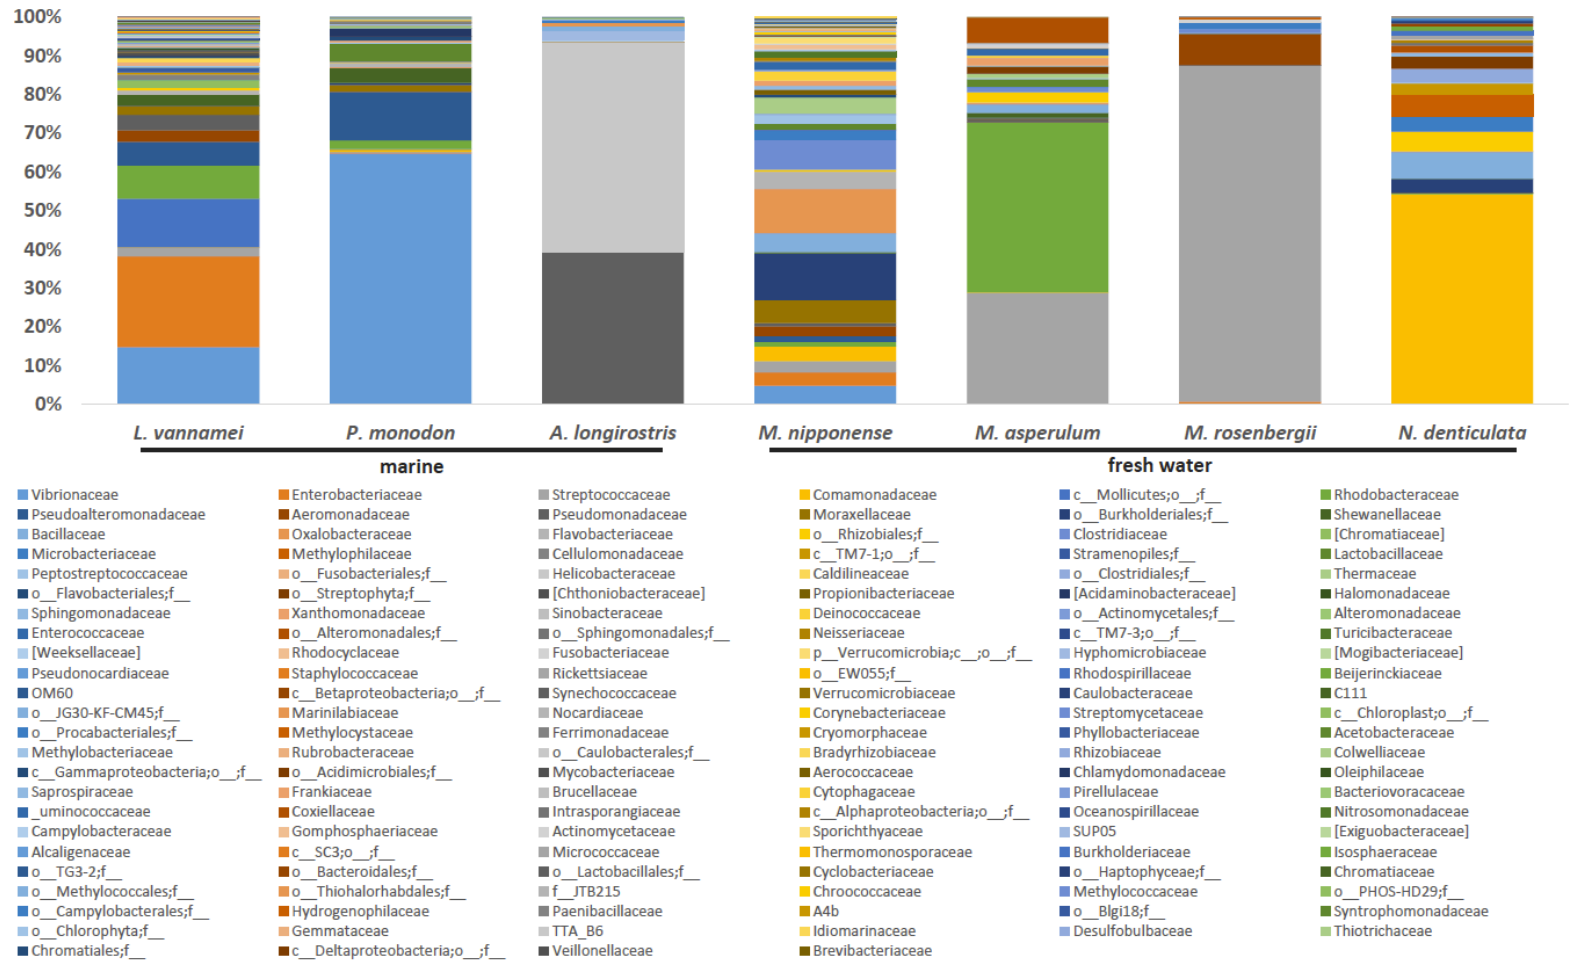 100%
90%
80%
70%
60%
50%
40%
30%
20%
10%
0%
L. vannamei P. monodon A. longirostris M. nipponense M. asperulum M. rosenbergii N. denticulata
marine fresh water
Vibrionaceae Enterobacteriaceae Streptococcaceae Comamonadaceae c__Mollicutes;o__;f__ Rhodobacteraceae
Pseudoalteromonadaceae Aeromonadaceae Pseudomonadaceae Moraxellaceae o__Burkholderiales;f__ Shewanellaceae
Bacillaceae Oxalobacteraceae Flavobacteriaceae o__Rhizobiales;f__ Clostridiaceae [Chromatiaceae]
Microbacteriaceae Methylophilaceae Cellulomonadaceae c__TM7-1;o__;f__ Stramenopiles;f__ Lactobacillaceae
Peptostreptococcaceae o__Fusobacteriales;f__ Helicobacteraceae Caldilineaceae o__Clostridiales;f__ Thermaceae
o__Flavobacteriales;f__ o__Streptophyta;f__ [Chthoniobacteraceae] Propionibacteriaceae [Acidaminobacteraceae] Halomonadaceae
Sphingomonadaceae Xanthomonadaceae Sinobacteraceae Deinococcaceae o__Actinomycetales;f__ Alteromonadaceae
Enterococcaceae o__Alteromonadales;f__ o__Sphingomonadales;f__ Neisseriaceae c__TM7-3;o__;f__ Turicibacteraceae
[Weeksellaceae] Rhodocyclaceae Fusobacteriaceae p__Verrucomicrobia;c__;o__;f__ Hyphomicrobiaceae [Mogibacteriaceae]
Pseudonocardiaceae Staphylococcaceae Rickettsiaceae o__EW055;f__ Rhodospirillaceae Beijerinckiaceae
OM60 c__Betaproteobacteria;o__;f__ Synechococcaceae Verrucomicrobiaceae Caulobacteraceae C111
o__JG30-KF-CM45;f__ Marinilabiaceae Nocardiaceae Corynebacteriaceae Streptomycetaceae c__Chloroplast;o__;f__
o__Procabacteriales;f__ Methylocystaceae Ferrimonadaceae Cryomorphaceae Phyllobacteriaceae Acetobacteraceae
Methylobacteriaceae Rubrobacteraceae o__Caulobacterales;f__ Bradyrhizobiaceae Rhizobiaceae Colwelliaceae
c__Gammaproteobacteria;o__;f__ o__Acidimicrobiales;f__ Mycobacteriaceae Aerococcaceae Chlamydomonadaceae Oleiphilaceae
Saprospiraceae Frankiaceae Brucellaceae Cytophagaceae Pirellulaceae Bacteriovoracaceae
_uminococcaceae Coxiellaceae Intrasporangiaceae c__Alphaproteobacteria;o__;f__ Oceanospirillaceae Nitrosomonadaceae
Campylobacteraceae Gomphosphaeriaceae Actinomycetaceae Sporichthyaceae SUP05 [Exiguobacteraceae]
Alcaligenaceae c__SC3;o__;f__ Micrococcaceae Thermomonosporaceae Burkholderiaceae Isosphaeraceae
o__TG3-2;f__ o__Bacteroidales;f__ o__Lactobacillales;f__ Cyclobacteriaceae o__Haptophyceae;f__ Chromatiaceae
o__Methylococcales;f__ o__Thiohalorhabdales;f__ f__JTB215 Chroococcaceae Methylococcaceae o__PHOS-HD29;f__
o__Campylobacterales;f__ Hydrogenophilaceae Paenibacillaceae A4b o__Blgi18;f__ Syntrophomonadaceae
o__Chlorophyta;f__ Gemmataceae TTA_B6 Idiomarinaceae Desulfobulbaceae Thiotrichaceae
Chromatiales;f__ c__Deltaproteobacteria;o__;f__ Veillonellaceae Brevibacteriaceae